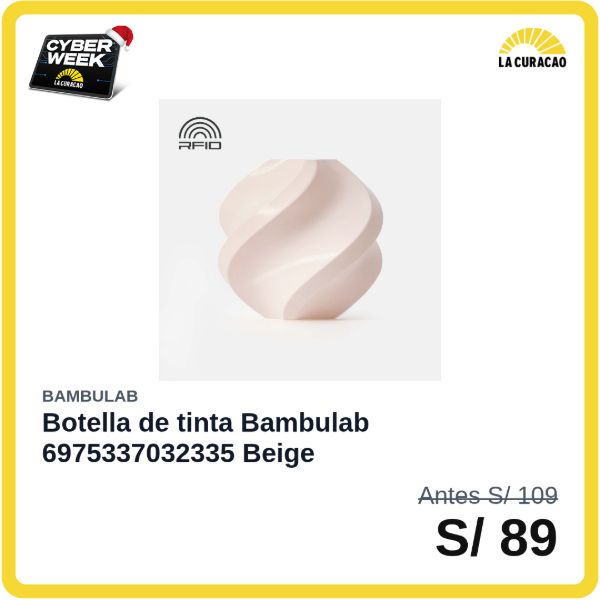 CYBER
WEEK
LA CURACAO
LA CURACAO
RFID
BAMBULAB
Botella de tinta Bambulab
6975337032335 Beige
Antes S/ 109
S/ 89